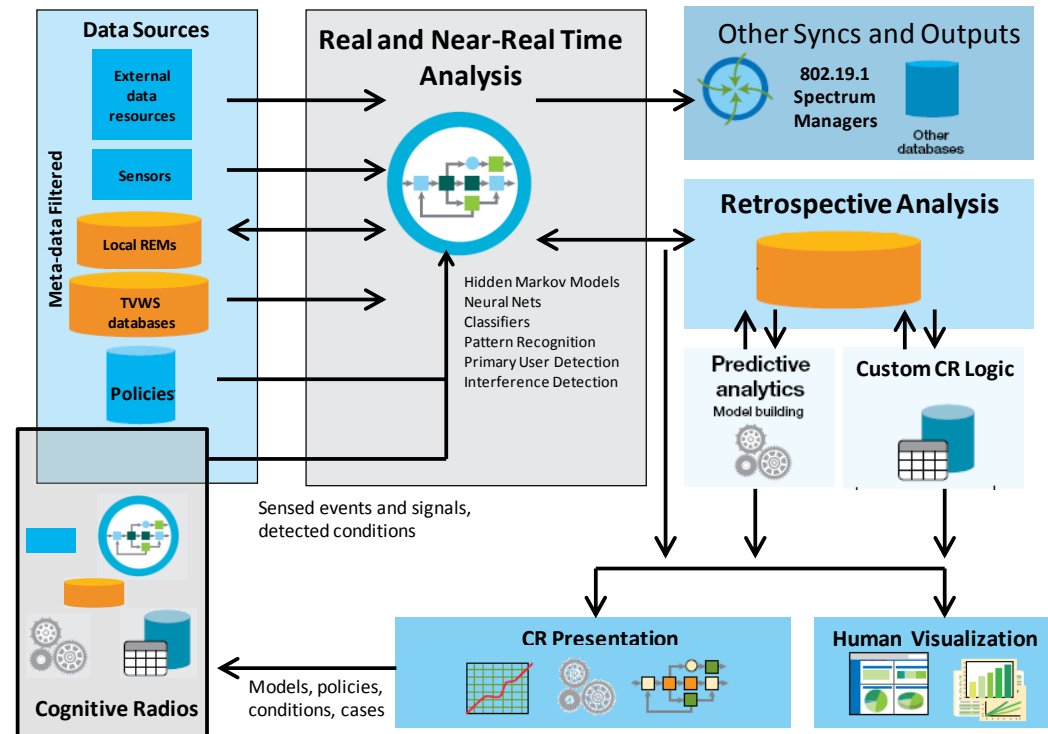 Data Sources
External
data
resources
Sensors
Local REMs
TVWS
databases
Policies
Meta-data Filtered
Real and Near-Real Time
Analysis
Hidden Markov Models
Neural Nets
Classifiers
Pattern Recognition
Primary User Detection
Interference Detection
Other Syncs and Outputs
802.19.1
Spectrum
Managers
Other
databases
Retrospective Analysis
Predictive
analytics
Model building
Custom CR Logic
Sensed events and signals,
detected conditions
Cognitive Radios
Models, policies,
conditions, cases
CR Presentation
Human Visualization